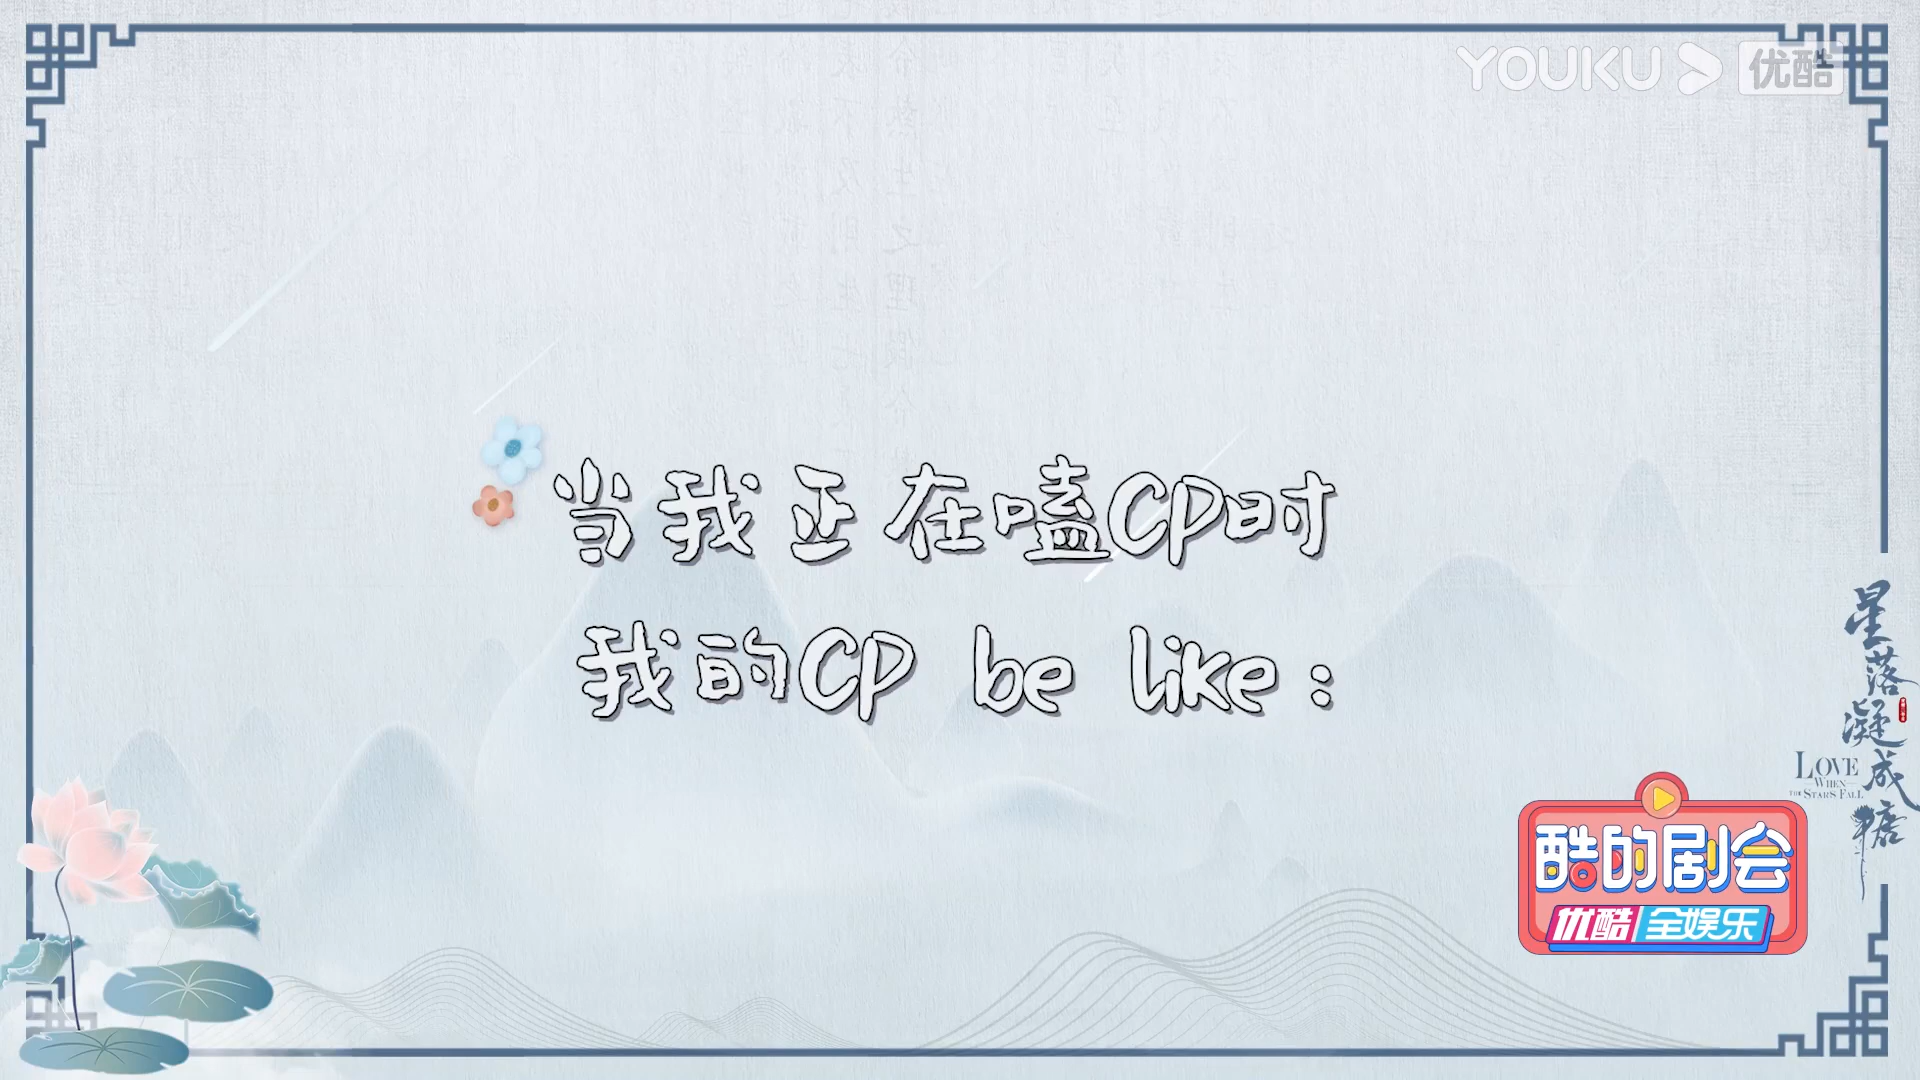 YOUKU 优酷
当我正在嗑CP时
我的CP be like：
星落凝成糖
LOVE
WHEN
THE STARS FALL
酷的剧会
优酷 全娱乐